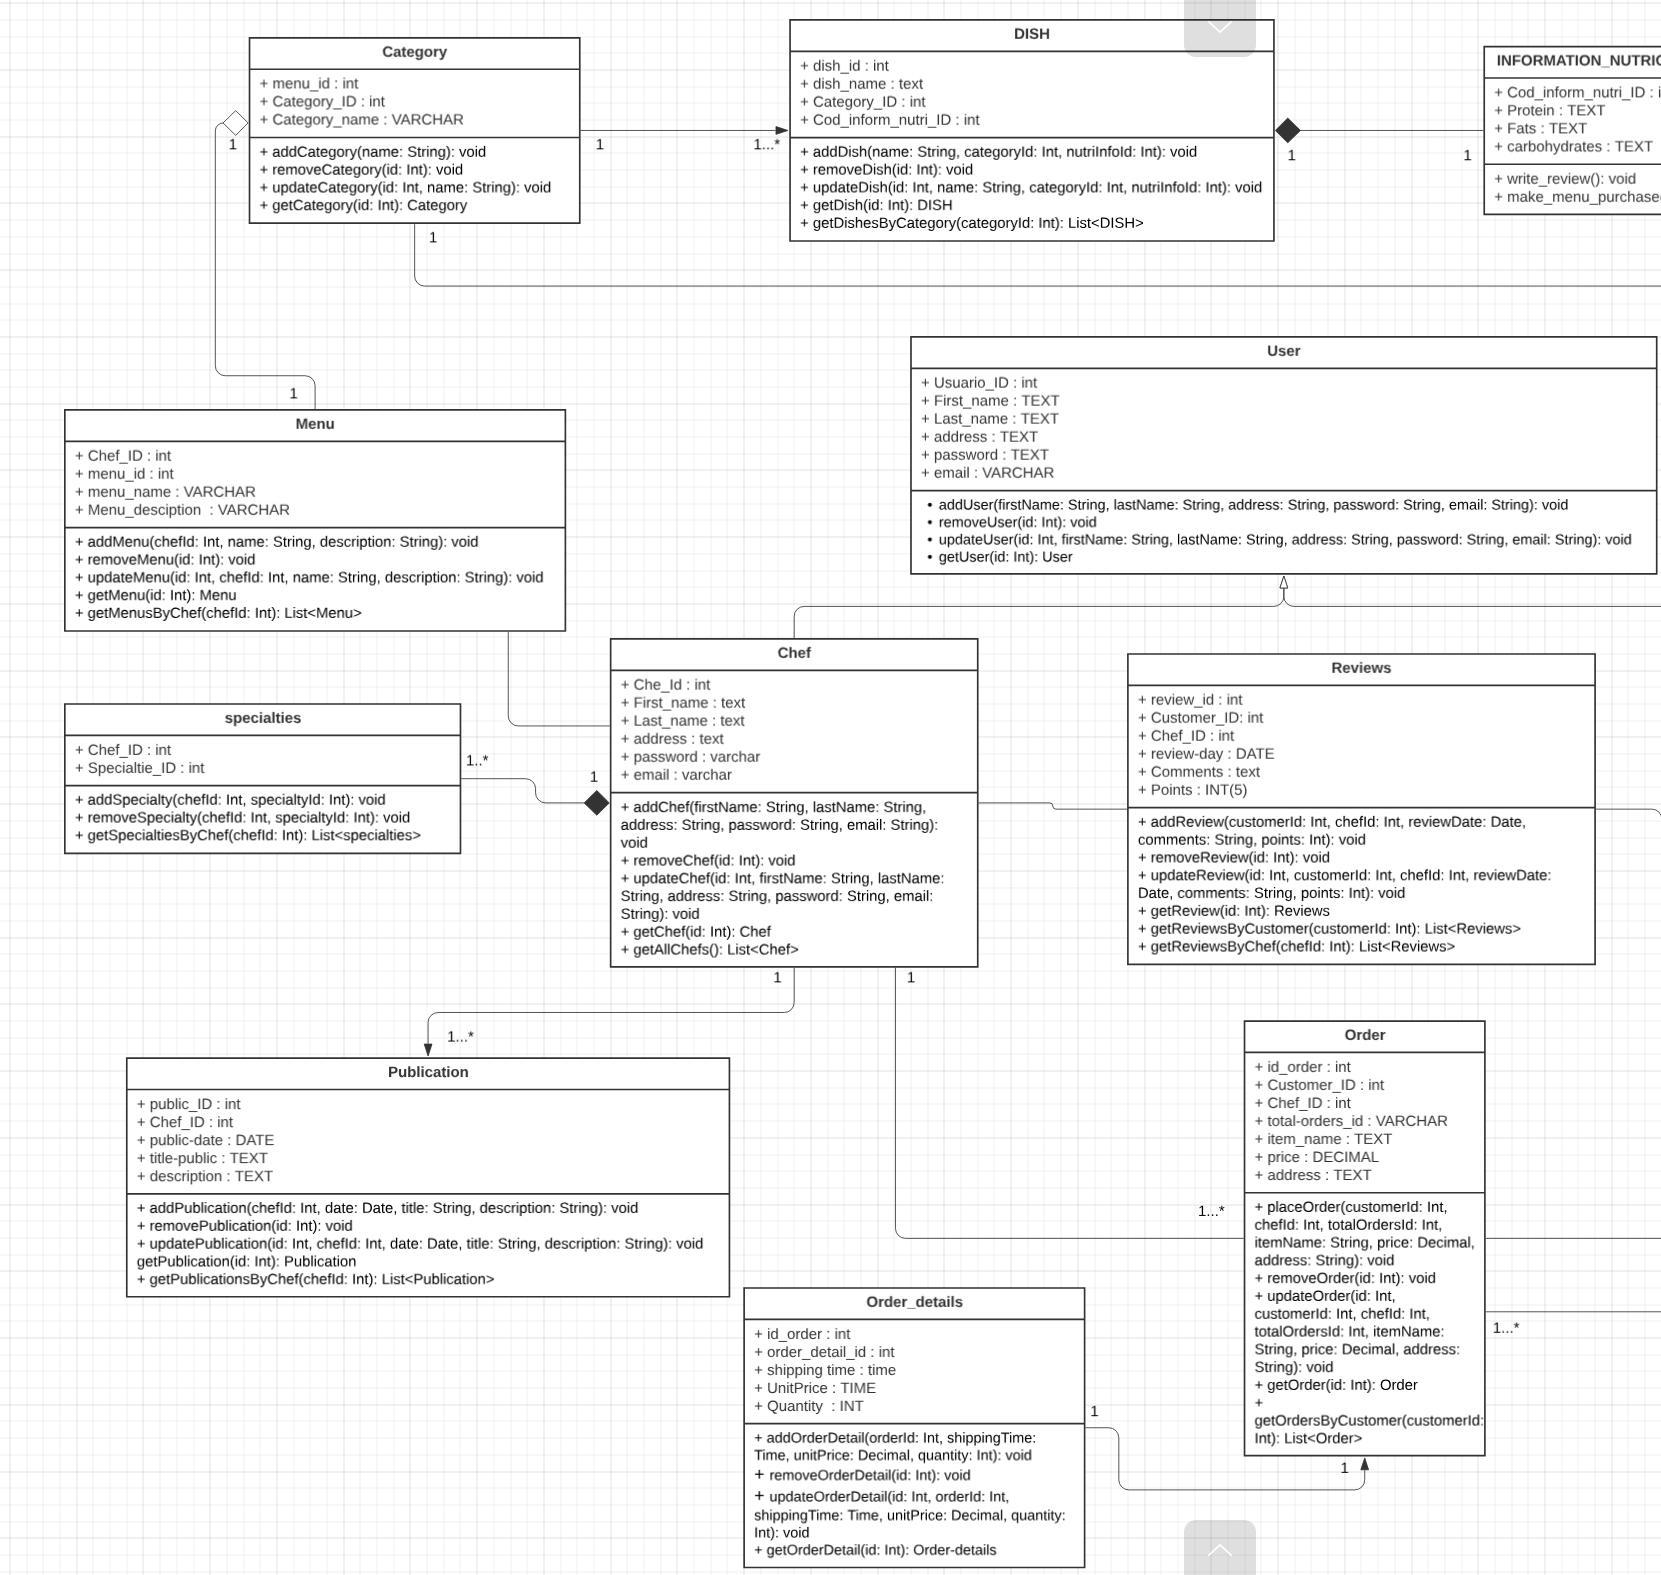 Category
+ menu_id : int
+ Category_ID : int
+ Category_name : VARCHAR
+ addCategory(name: String): void
+ removeCategory(id: Int): void
+ updateCategory(id: Int, name: String): void
+ getCategory(id: Int): Category
1
1
1...*
1
DISH
+ dish_id : int
+ dish_name : text
+ Category_ID : int
+ Cod_inform_nutri_ID : int
+ addDish(name: String, categoryId: Int, nutriInfoId: Int): void
+ removeDish(id: Int): void
+ updateDish(id: Int, name: String, categoryId: Int, nutriInfoId: Int): void
+ getDish(id: Int): DISH
+ getDishesByCategory(categoryId: Int): List<DISH>
1
1
INFORMATION_NUTRIC
+ Cod_inform_nutri_ID : i
+ Protein : TEXT
+ Fats : TEXT
+ carbohydrates : TEXT
+ write_review(): void
+ make_menu_purchase
User
+ Usuario_ID : int
+ First_name : TEXT
+ Last_name : TEXT
+ address : TEXT
+ password : TEXT
+ email : VARCHAR
• addUser(firstName: String, lastName: String, address: String, password: String, email: String): void
• removeUser(id: Int): void
• updateUser(id: Int, firstName: String, lastName: String, address: String, password: String, email: String): void
• getUser(id: Int): User
1
Menu
+ Chef_ID : int
+ menu_id : int
+ menu_name : VARCHAR
+ Menu_desciption : VARCHAR
+ addMenu(chefId: Int, name: String, description: String): void
+ removeMenu(id: Int): void
+ updateMenu(id: Int, chefId: Int, name: String, description: String): void
+ getMenu(id: Int): Menu
+ getMenusByChef(chefId: Int): List<Menu>
specialties
+ Chef_ID : int
+ Specialtie_ID : int
+ addSpecialty(chefId: Int, specialtyId: Int): void
+ removeSpecialty(chefId: Int, specialtyId: Int): void
+ getSpecialtiesByChef(chefId: Int): List<specialties>
1..*
1
Chef
+ Che_Id : int
+ First_name : text
+ Last_name : text
+ address : text
+ password : varchar
+ email : varchar
+ addChef(firstName: String, lastName: String,
address: String, password: String, email: String):
void
+ removeChef(id: Int): void
+ updateChef(id: Int, firstName: String, lastName:
String, address: String, password: String, email:
String): void
+ getChef(id: Int): Chef
+ getAllChefs(): List<Chef>
1
1
Reviews
+ review_id : int
+ Customer_ID: int
+ Chef_ID : int
+ review-day : DATE
+ Comments : text
+ Points : INT(5)
+ addReview(customerId: Int, chefId: Int, reviewDate: Date,
comments: String, points: Int): void
+ removeReview(id: Int): void
+ updateReview(id: Int, customerId: Int, chefId: Int, reviewDate:
Date, comments: String, points: Int): void
+ getReview(id: Int): Reviews
+ getReviewsByCustomer(customerId: Int): List<Reviews>
+ getReviewsByChef(chefId: Int): List<Reviews>
1...*
Publication
+ public_ID : int
+ Chef_ID : int
+ public-date : DATE
+ title-public : TEXT
+ description : TEXT
+ addPublication(chefId: Int, date: Date, title: String, description: String): void
+ removePublication(id: Int): void
+ updatePublication(id: Int, chefId: Int, date: Date, title: String, description: String): void
getPublication(id: Int): Publication
+ getPublicationsByChef(chefId: Int): List<Publication>
1...*
Order
+ id_order : int
+ Customer_ID : int
+ Chef_ID : int
+ total-orders_id : VARCHAR
+ item_name : TEXT
+ price : DECIMAL
+ address : TEXT
+ placeOrder(customerId: Int,
chefId: Int, totalOrdersId: Int,
itemName: String, price: Decimal,
address: String): void
+ removeOrder(id: Int): void
+ updateOrder(id: Int,
customerId: Int, chefId: Int,
totalOrdersId: Int, itemName:
String, price: Decimal, address:
String): void
+ getOrder(id: Int): Order
+
getOrdersByCustomer(customerId:
Int): List<Order>
1...*
1
Order_details
+ id_order : int
+ order_detail_id : int
+ shipping time : time
+ UnitPrice : TIME
+ Quantity : INT
+ addOrderDetail(orderId: Int, shippingTime:
Time, unitPrice: Decimal, quantity: Int): void
+ removeOrderDetail(id: Int): void
+ updateOrderDetail(id: Int, orderId: Int,
shippingTime: Time, unitPrice: Decimal, quantity:
Int): void
+ getOrderDetail(id: Int): Order-details
1